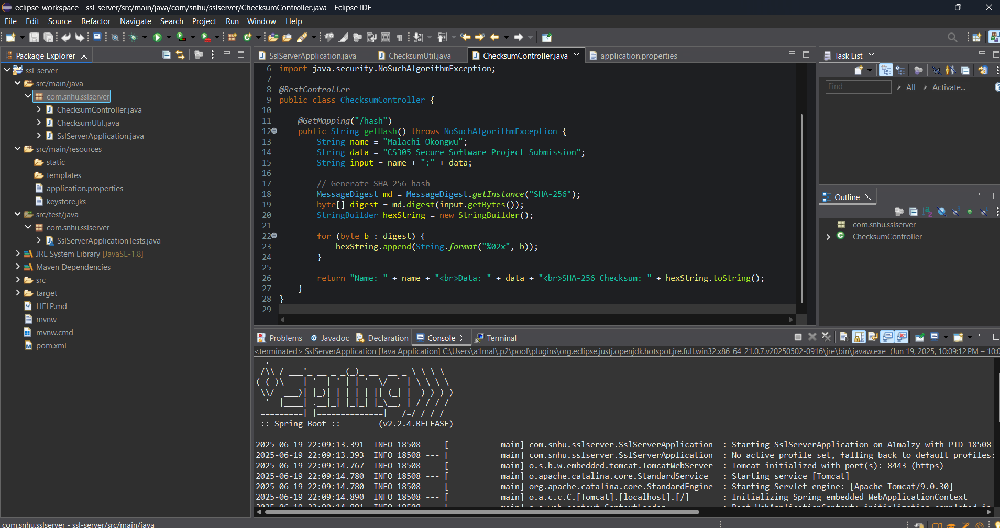 eclipse-workspace - ssl-server/src/main/java/com/snhu/sslserver/ChecksumController.java - Eclipse IDE
File Edit Source Refactor Navigate Search Project Run Window Help
Package Explorer
ssl-server
src/main/java
com.snhu.sslserver
ChecksumController.java
ChecksumUtil.java
SslServerApplication.java
src/main/resources
static
templates
application.properties
keystore.jks
src/test/java
com.snhu.sslserver
SslServerApplicationTests.java
JRE System Library [JavaSE-1.8]
Maven Dependencies
src
target
HELP.md
mvnw
mvnw.cmd
pom.xml
SslServerApplication.java ChecksumUtil.java ChecksumController.java application.properties
6 import java.security.NoSuchAlgorithmException;
7
8 @RestController
9 public class ChecksumController {
10
11 @GetMapping("/hash")
12 public String getHash() throws NoSuchAlgorithmException {
13 String name = "Malachi Okongwu";
14 String data = "CS305 Secure Software Project Submission";
15 String input = name + ":" + data;
16
17 // Generate SHA-256 hash
18 MessageDigest md = MessageDigest.getInstance("SHA-256");
19 byte[] digest = md.digest(input.getBytes());
20 StringBuilder hexString = new StringBuilder();
21
22 for (byte b : digest) {
23 hexString.append(String.format("%02x", b));
24 }
25
26 return "Name: " + name + "<br>Data: " + data + "<br>SHA-256 Checksum: " + hexString.toString();
27 }
28 }
29
Task List
Find All Activate...
Outline
com.snhu.sslserver
ChecksumController
Problems Javadoc Declaration Console Terminal
<terminated> SslServerApplication [Java Application] C:\Users\a1mal\.p2\pool\plugins\org.eclipse.justj.openjdk.hotspot.jre.full.win32.x86_64_21.0.7.v20250502-0916\jre\bin\javaw.exe (Jun 19, 2025, 10:09:12 PM – 10:0
Spring
:: Spring Boot :: (v2.2.4.RELEASE)
2025-06-19 22:09:13.391 INFO 18508 --- [ main] com.snhu.sslserver.SslServerApplication : Starting SslServerApplication on A1malzy with PID 18508
2025-06-19 22:09:13.393 INFO 18508 --- [ main] com.snhu.sslserver.SslServerApplication : No active profile set, falling back to default profiles:
2025-06-19 22:09:14.767 INFO 18508 --- [ main] o.s.b.w.embedded.tomcat.TomcatWebServer : Tomcat initialized with port(s): 8443 (https)
2025-06-19 22:09:14.780 INFO 18508 --- [ main] o.apache.catalina.core.StandardService : Starting service [Tomcat]
2025-06-19 22:09:14.780 INFO 18508 --- [ main] org.apache.catalina.core.StandardEngine : Starting Servlet engine: [Apache Tomcat/9.0.30]
2025-06-19 22:09:14.890 INFO 18508 --- [ main] o.a.c.c.C.[Tomcat].[localhost].[/] : Initializing Spring embedded WebApplicationContext
com.snhu.sslserver - ssl-server/src/main/java